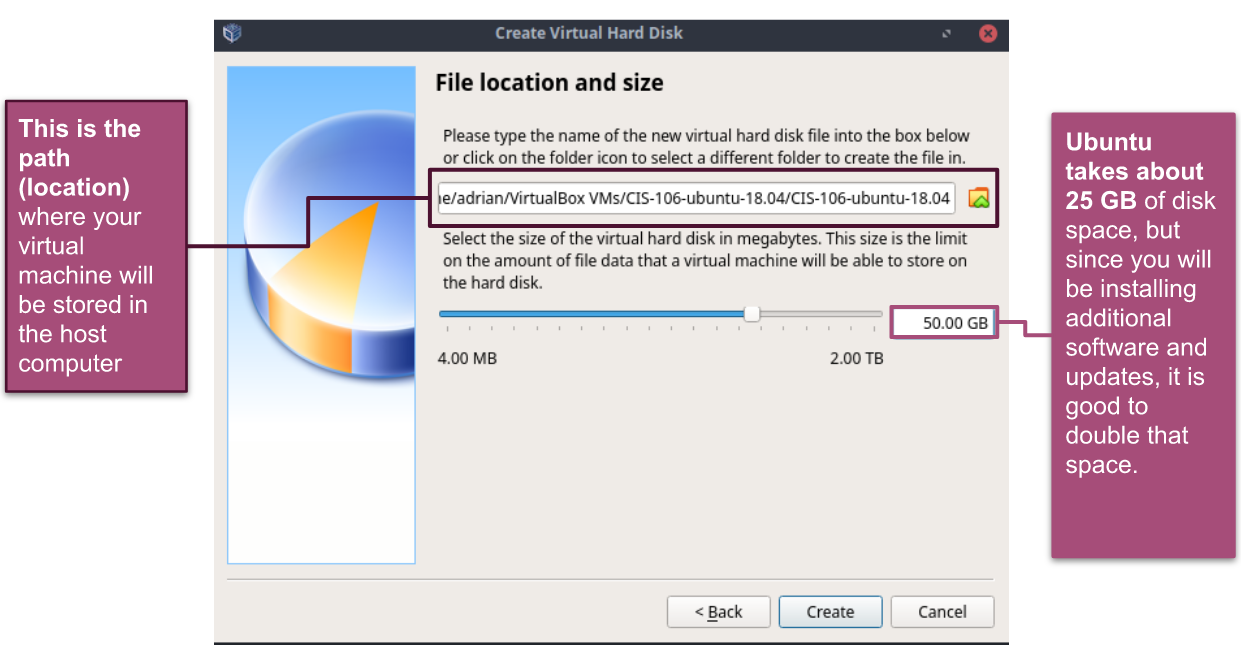 Create Virtual Hard Disk
This is the
path
(location)
where your
virtual
machine will
be stored in
the host
computer
File location and size
Please type the name of the new virtual hard disk file into the box below
or click on the folder icon to select a different folder to create the file in.
ne/adrian/VirtualBox VMs/CIS-106-ubuntu-18.04/CIS-106-ubuntu-18.04
Select the size of the virtual hard disk in megabytes. This size is the limit
on the amount of file data that a virtual machine will be able to store on
the hard disk.
50.00 GB
4.00 MB
2.00 TB
< Back
Create
Cancel
Ubuntu
takes about
25 GB of disk
space, but
since you will
be installing
additional
software and
updates, it is
good to
double that
space.